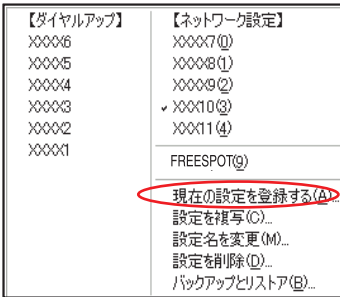 【ダイヤルアップ】
XXXX6
XXXX5
XXXX4
XXXX3
XXXX2
XXXX1
【ネットワーク設定】
XXXX7(0)
XXXX8(1)
XXXX9(2)
✓ XXX10(3)
XXX11(4)
FREESPOT(9)
現在の設定を登録する(A)...
設定を複写(C)...
設定名を変更(M)...
設定を削除(D)...
バックアップとリストア(B)...